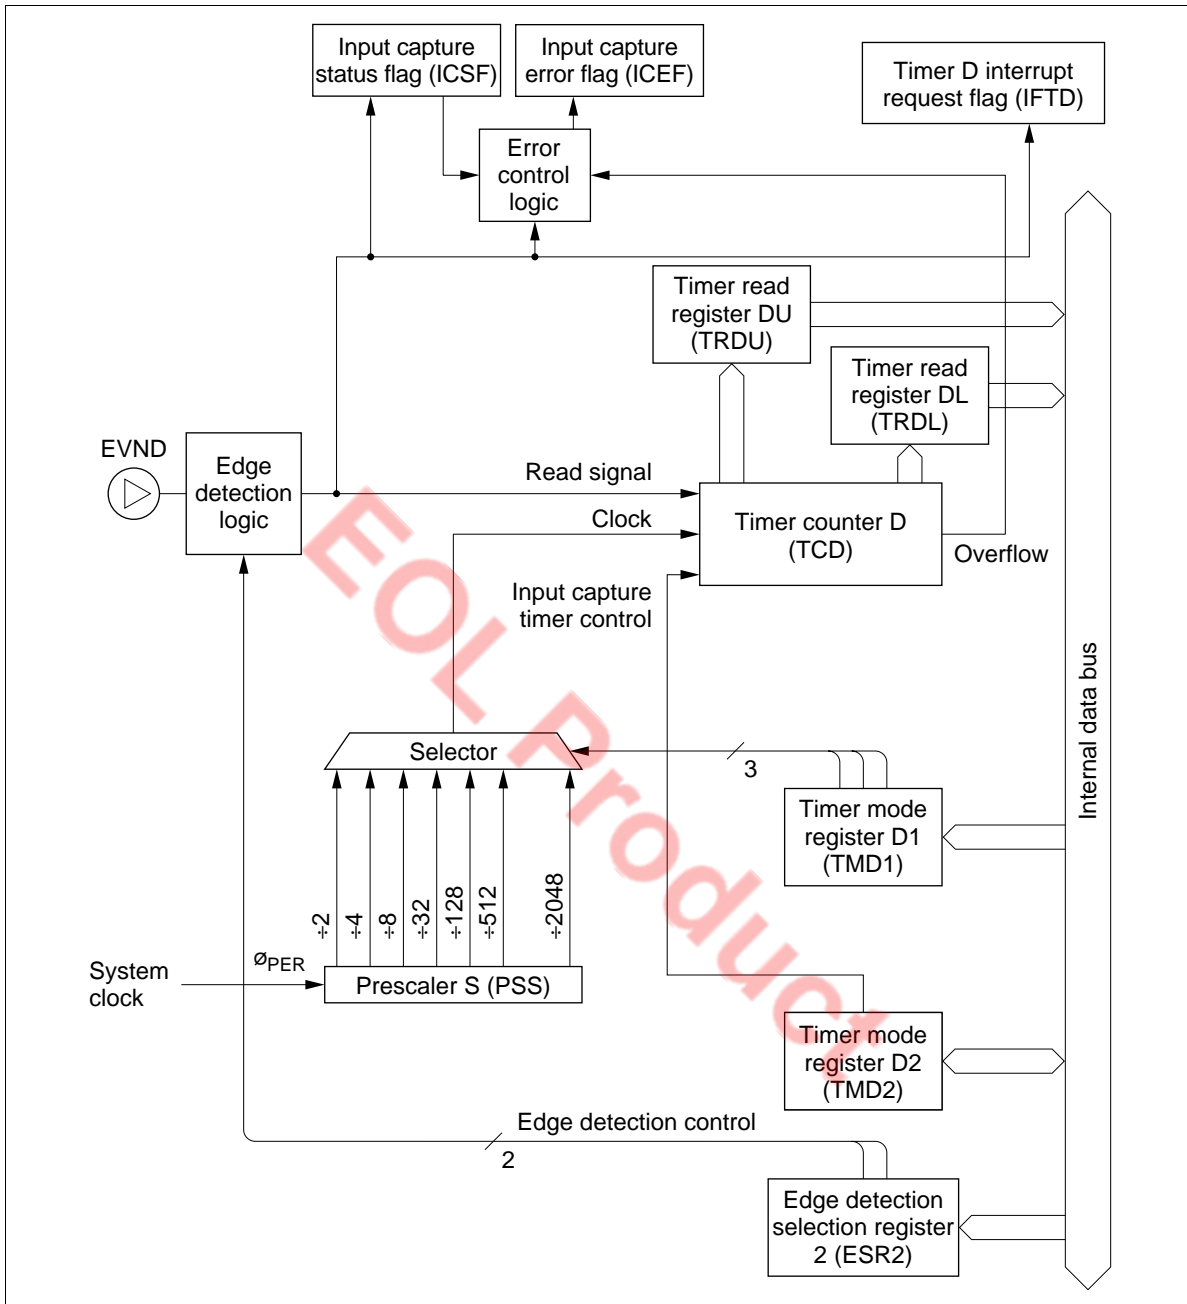 Input capture
status flag (ICSF)
Input capture
error flag (ICEF)
Timer D interrupt
request flag (IFTD)
Error
control
logic
Timer read
register DU
(TRDU)
Timer read
register DL
(TRDL)
EVND
Edge
detection
logic
Read signal
Clock
Timer counter D
(TCD)
Overflow
Input capture
timer control
Internal data bus
Selector
3
Timer mode
register D1
(TMD1)
÷2
÷4
÷8
÷32
÷128
÷512
÷2048
System
clock
øPER
Prescaler S (PSS)
Timer mode
register D2
(TMD2)
Edge detection control
2
Edge detection
selection register
2 (ESR2)
EOL Product